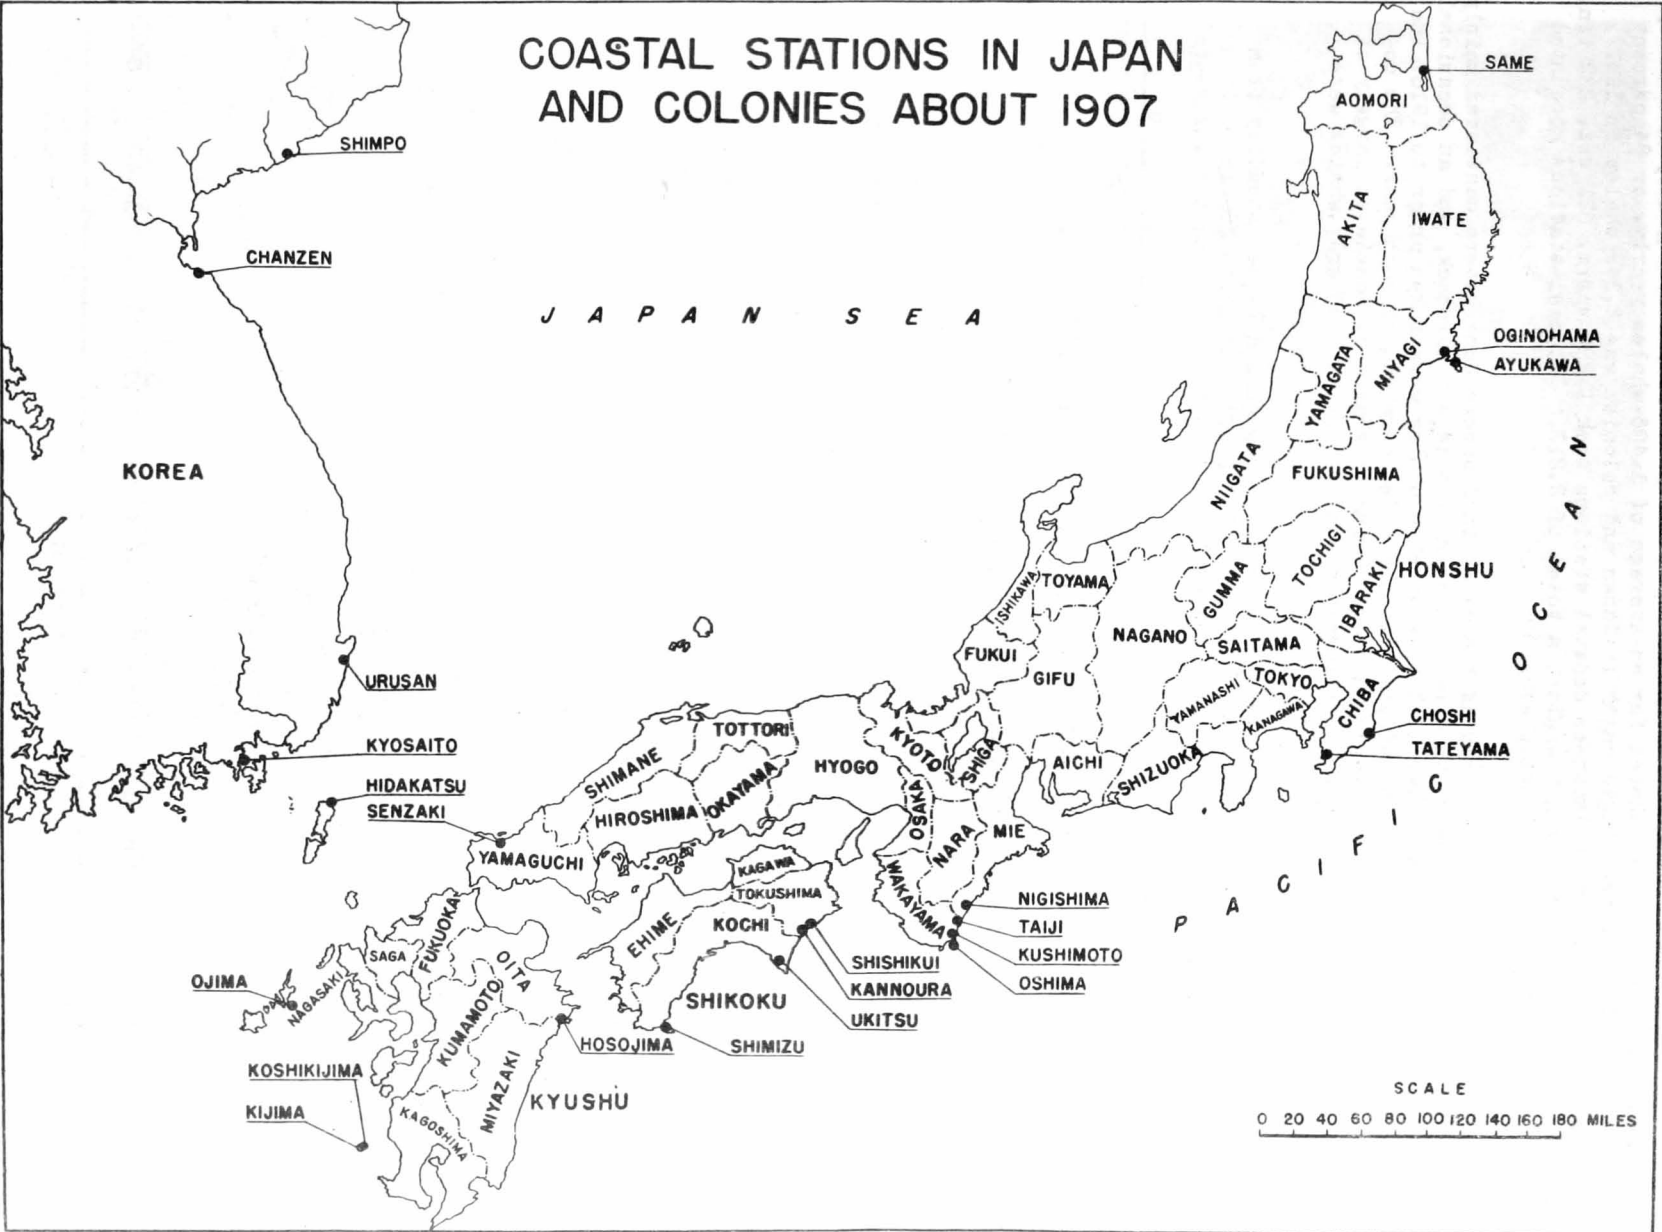 COASTAL STATIONS IN JAPAN
AND COLONIES ABOUT 1907
SAME
AOMORI
SHIMPO
AKITA
IWATE
CHANZEN
JAPAN SEA
OGINOHAMA
AYUKAWA
YAMAGATA
MIYAGI
KOREA
NIIGATA
FUKUSHIMA
PACIFIC OCEAN
TOCHIGI
HONSHU
ISHIKAWA
TOYAMA
GUMMA
IBARAKI
NAGANO
SAITAMA
FUKUI
GIFU
TOKYO
URUSAN
YAMANASHI
KANAGAWA
CHIBA
CHOSHI
TATEYAMA
KYOSAITO
TOTTORI
KYOTO
SHIGA
AICHI
SHIZUOKA
HIDAKATSU
SENZAKI
SHIMANE
HYOGO
OKAYAMA
HIROSHIMA
OSAKA
NARA
MIE
YAMAGUCHI
KAGAWA
TOKUSHIMA
WAKAYAMA
NIGISHIMA
TAIJI
KUSHIMOTO
OSHIMA
FUKUOKA
EHIME
KOCHI
SAGA
OITA
SHISHIKUI
KANNOURA
UKITSU
OJIMA
NAGASAKI
SHIKOKU
KUMAMOTO
HOSOJIMA
SHIMIZU
KOSHIKIJIMA
KIJIMA
MIYAZAKI
KYUSHU
KAGOSHIMA
SCALE
0 20 40 60 80 100 120 140 160 180 MILES